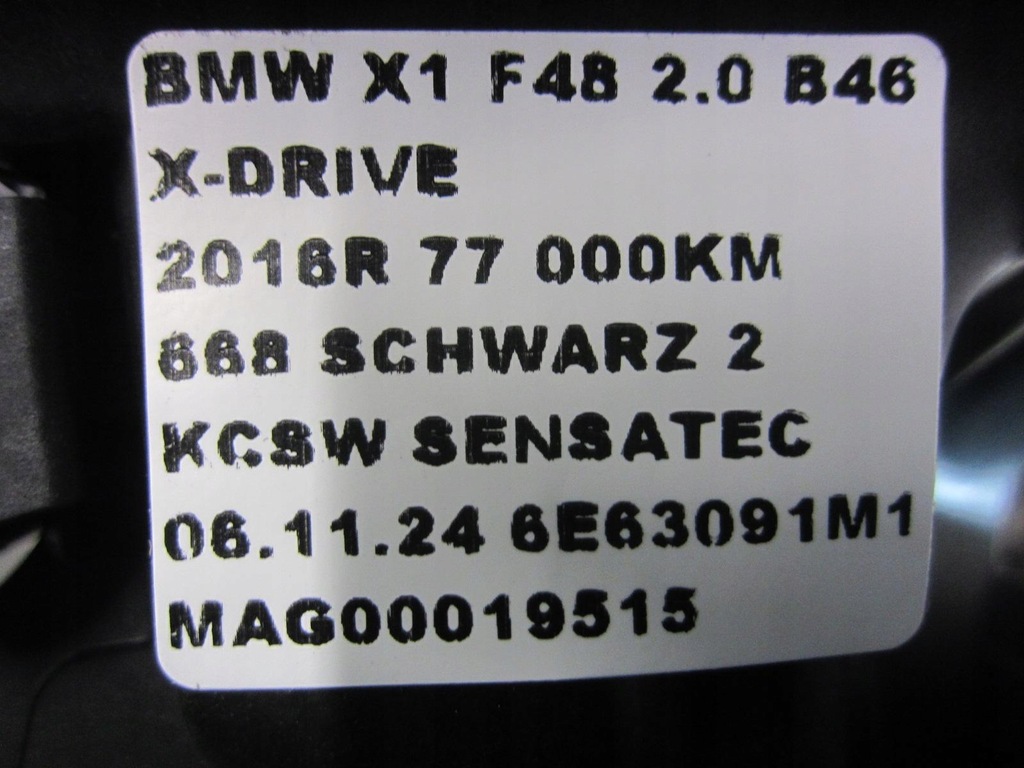 BMW X1 F48 2.0 B46
X-DRIVE
2016R 77 000KM
668 SCHWARZ 2
KCSW SENSATEC
06.11.24 6E63091M1
MAG00019515